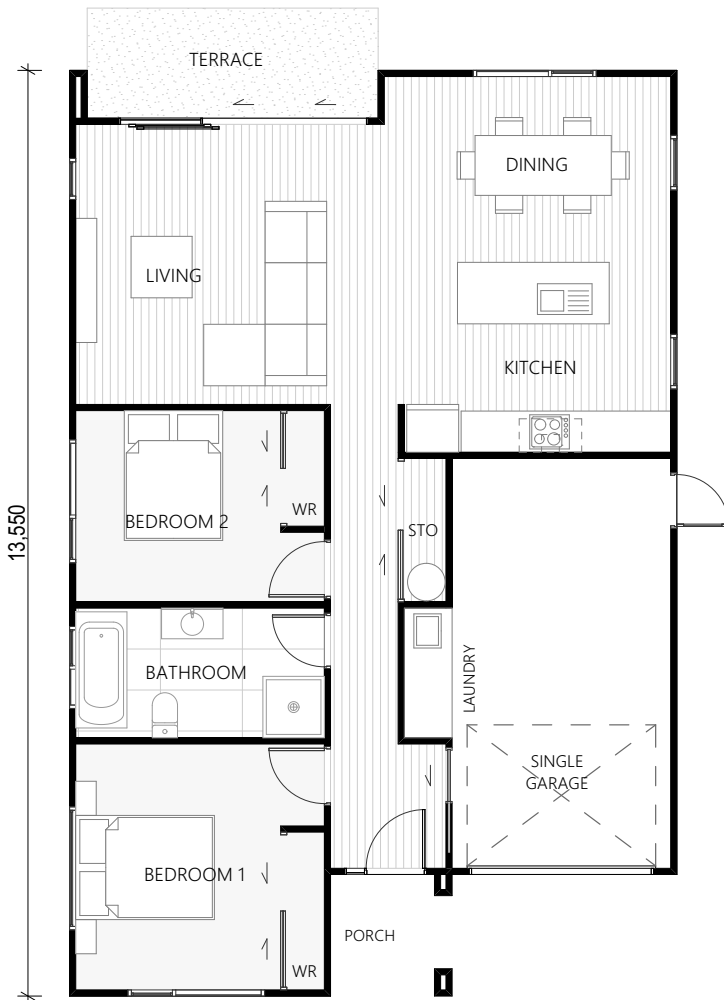 TERRACE
DINING
LIVING
KITCHEN
WR
BEDROOM 2
STO
13,550
BATHROOM
LAUNDRY
SINGLE
GARAGE
BEDROOM 1
PORCH
WR